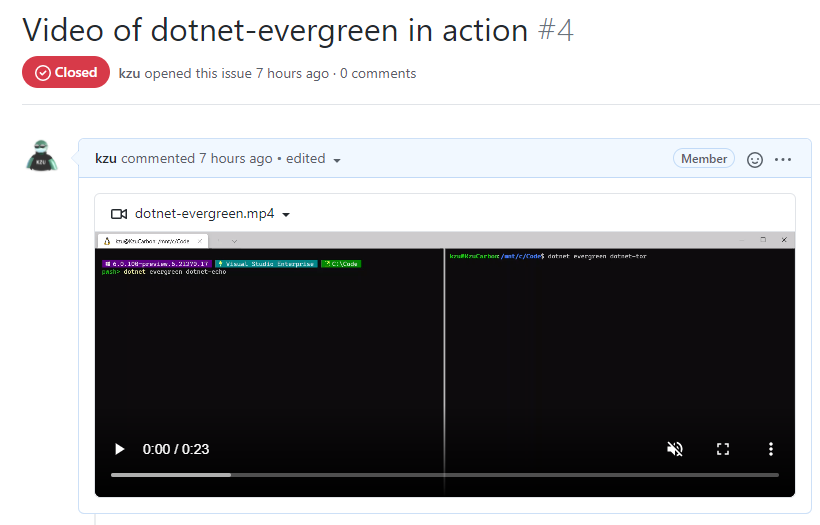 Video of dotnet-evergreen in action #4
Closed kzu opened this issue 7 hours ago · 0 comments
KZU
kzu commented 7 hours ago • edited Member
dotnet-evergreen.mp4
kzu@KzuCarbon: /mnt/c/Code
6.0.100-preview.5.21270.17 Visual Studio Enterprise C:\Code
pwsh> dotnet evergreen dotnet-echo
kzu@KzuCarbon:/mnt/c/Code$ dotnet evergreen dotnet-tor
0:00 / 0:23